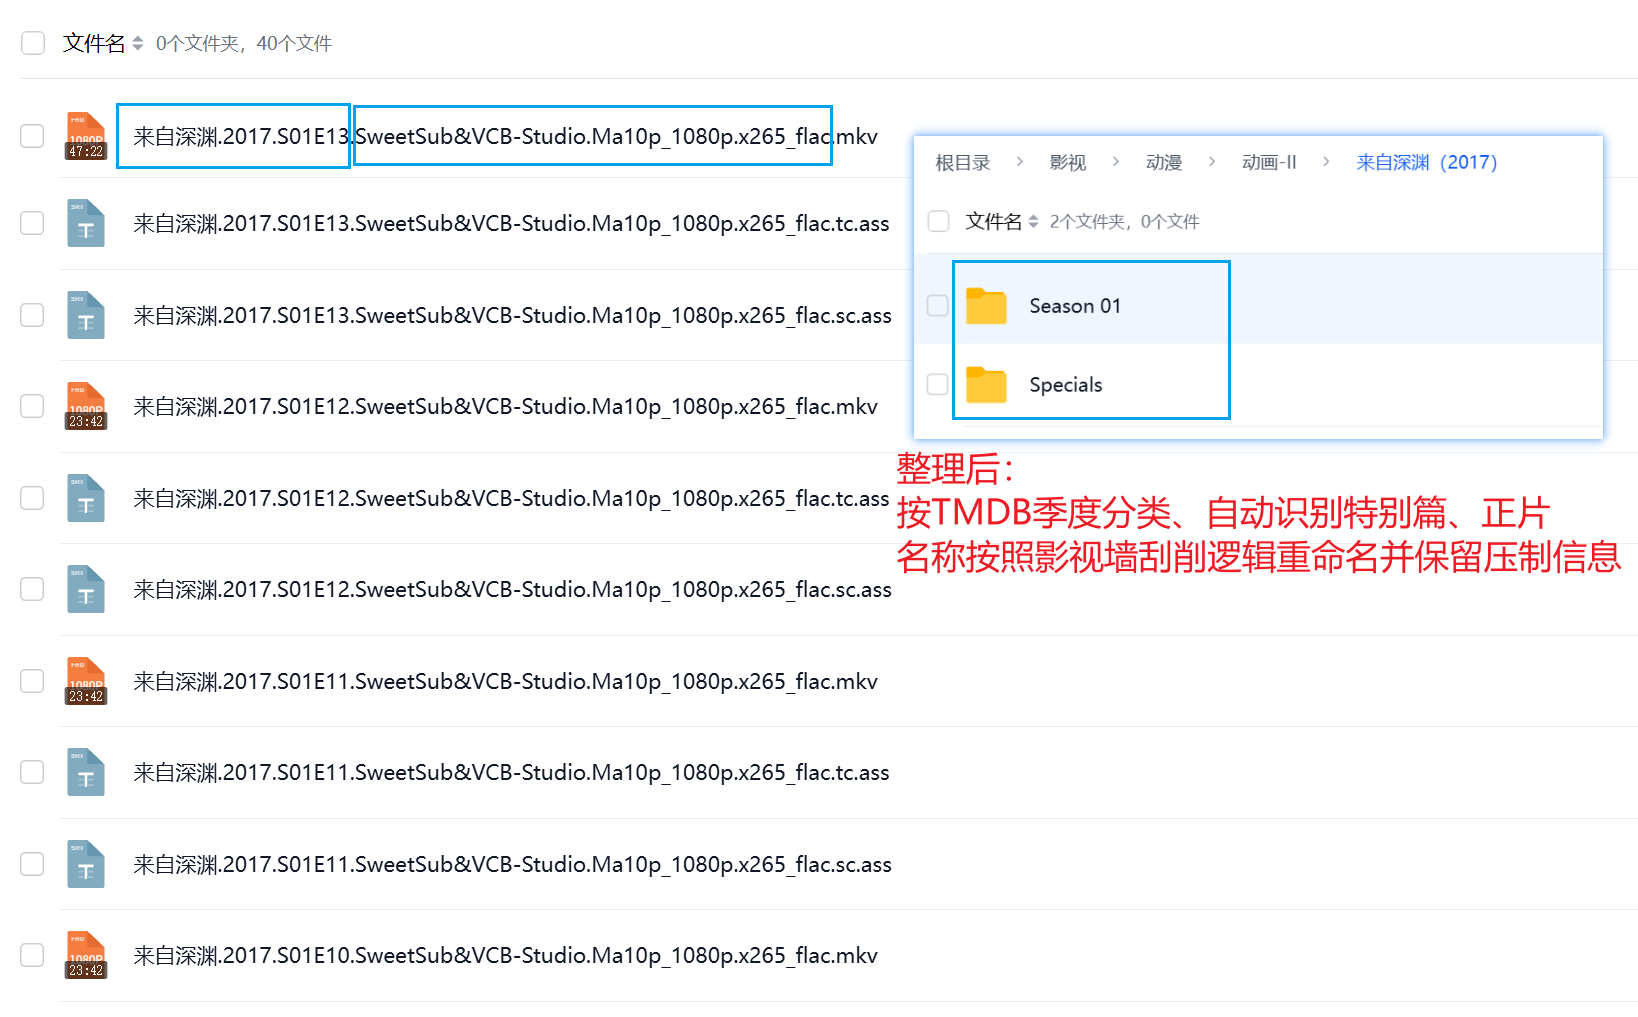 文件名 0个文件夹，40个文件
1080P
47:22
来自深渊.2017.S01E13.SweetSub&VCB-Studio.Ma10p_1080p.x265_flac.mkv
来自深渊.2017.S01E13.SweetSub&VCB-Studio.Ma10p_1080p.x265_flac.tc.ass
来自深渊.2017.S01E13.SweetSub&VCB-Studio.Ma10p_1080p.x265_flac.sc.ass
1080P
23:42
来自深渊.2017.S01E12.SweetSub&VCB-Studio.Ma10p_1080p.x265_flac.mkv
来自深渊.2017.S01E12.SweetSub&VCB-Studio.Ma10p_1080p.x265_flac.tc.ass
来自深渊.2017.S01E12.SweetSub&VCB-Studio.Ma10p_1080p.x265_flac.sc.ass
1080P
23:42
来自深渊.2017.S01E11.SweetSub&VCB-Studio.Ma10p_1080p.x265_flac.mkv
来自深渊.2017.S01E11.SweetSub&VCB-Studio.Ma10p_1080p.x265_flac.tc.ass
来自深渊.2017.S01E11.SweetSub&VCB-Studio.Ma10p_1080p.x265_flac.sc.ass
1080P
23:42
来自深渊.2017.S01E10.SweetSub&VCB-Studio.Ma10p_1080p.x265_flac.mkv
根目录 > 影视 > 动漫 > 动画-II > 来自深渊（2017）
文件名 2个文件夹，0个文件
Season 01
Specials
整理后：
按TMDB季度分类、自动识别特别篇、正片
名称按照影视墙刮削逻辑重命名并保留压制信息